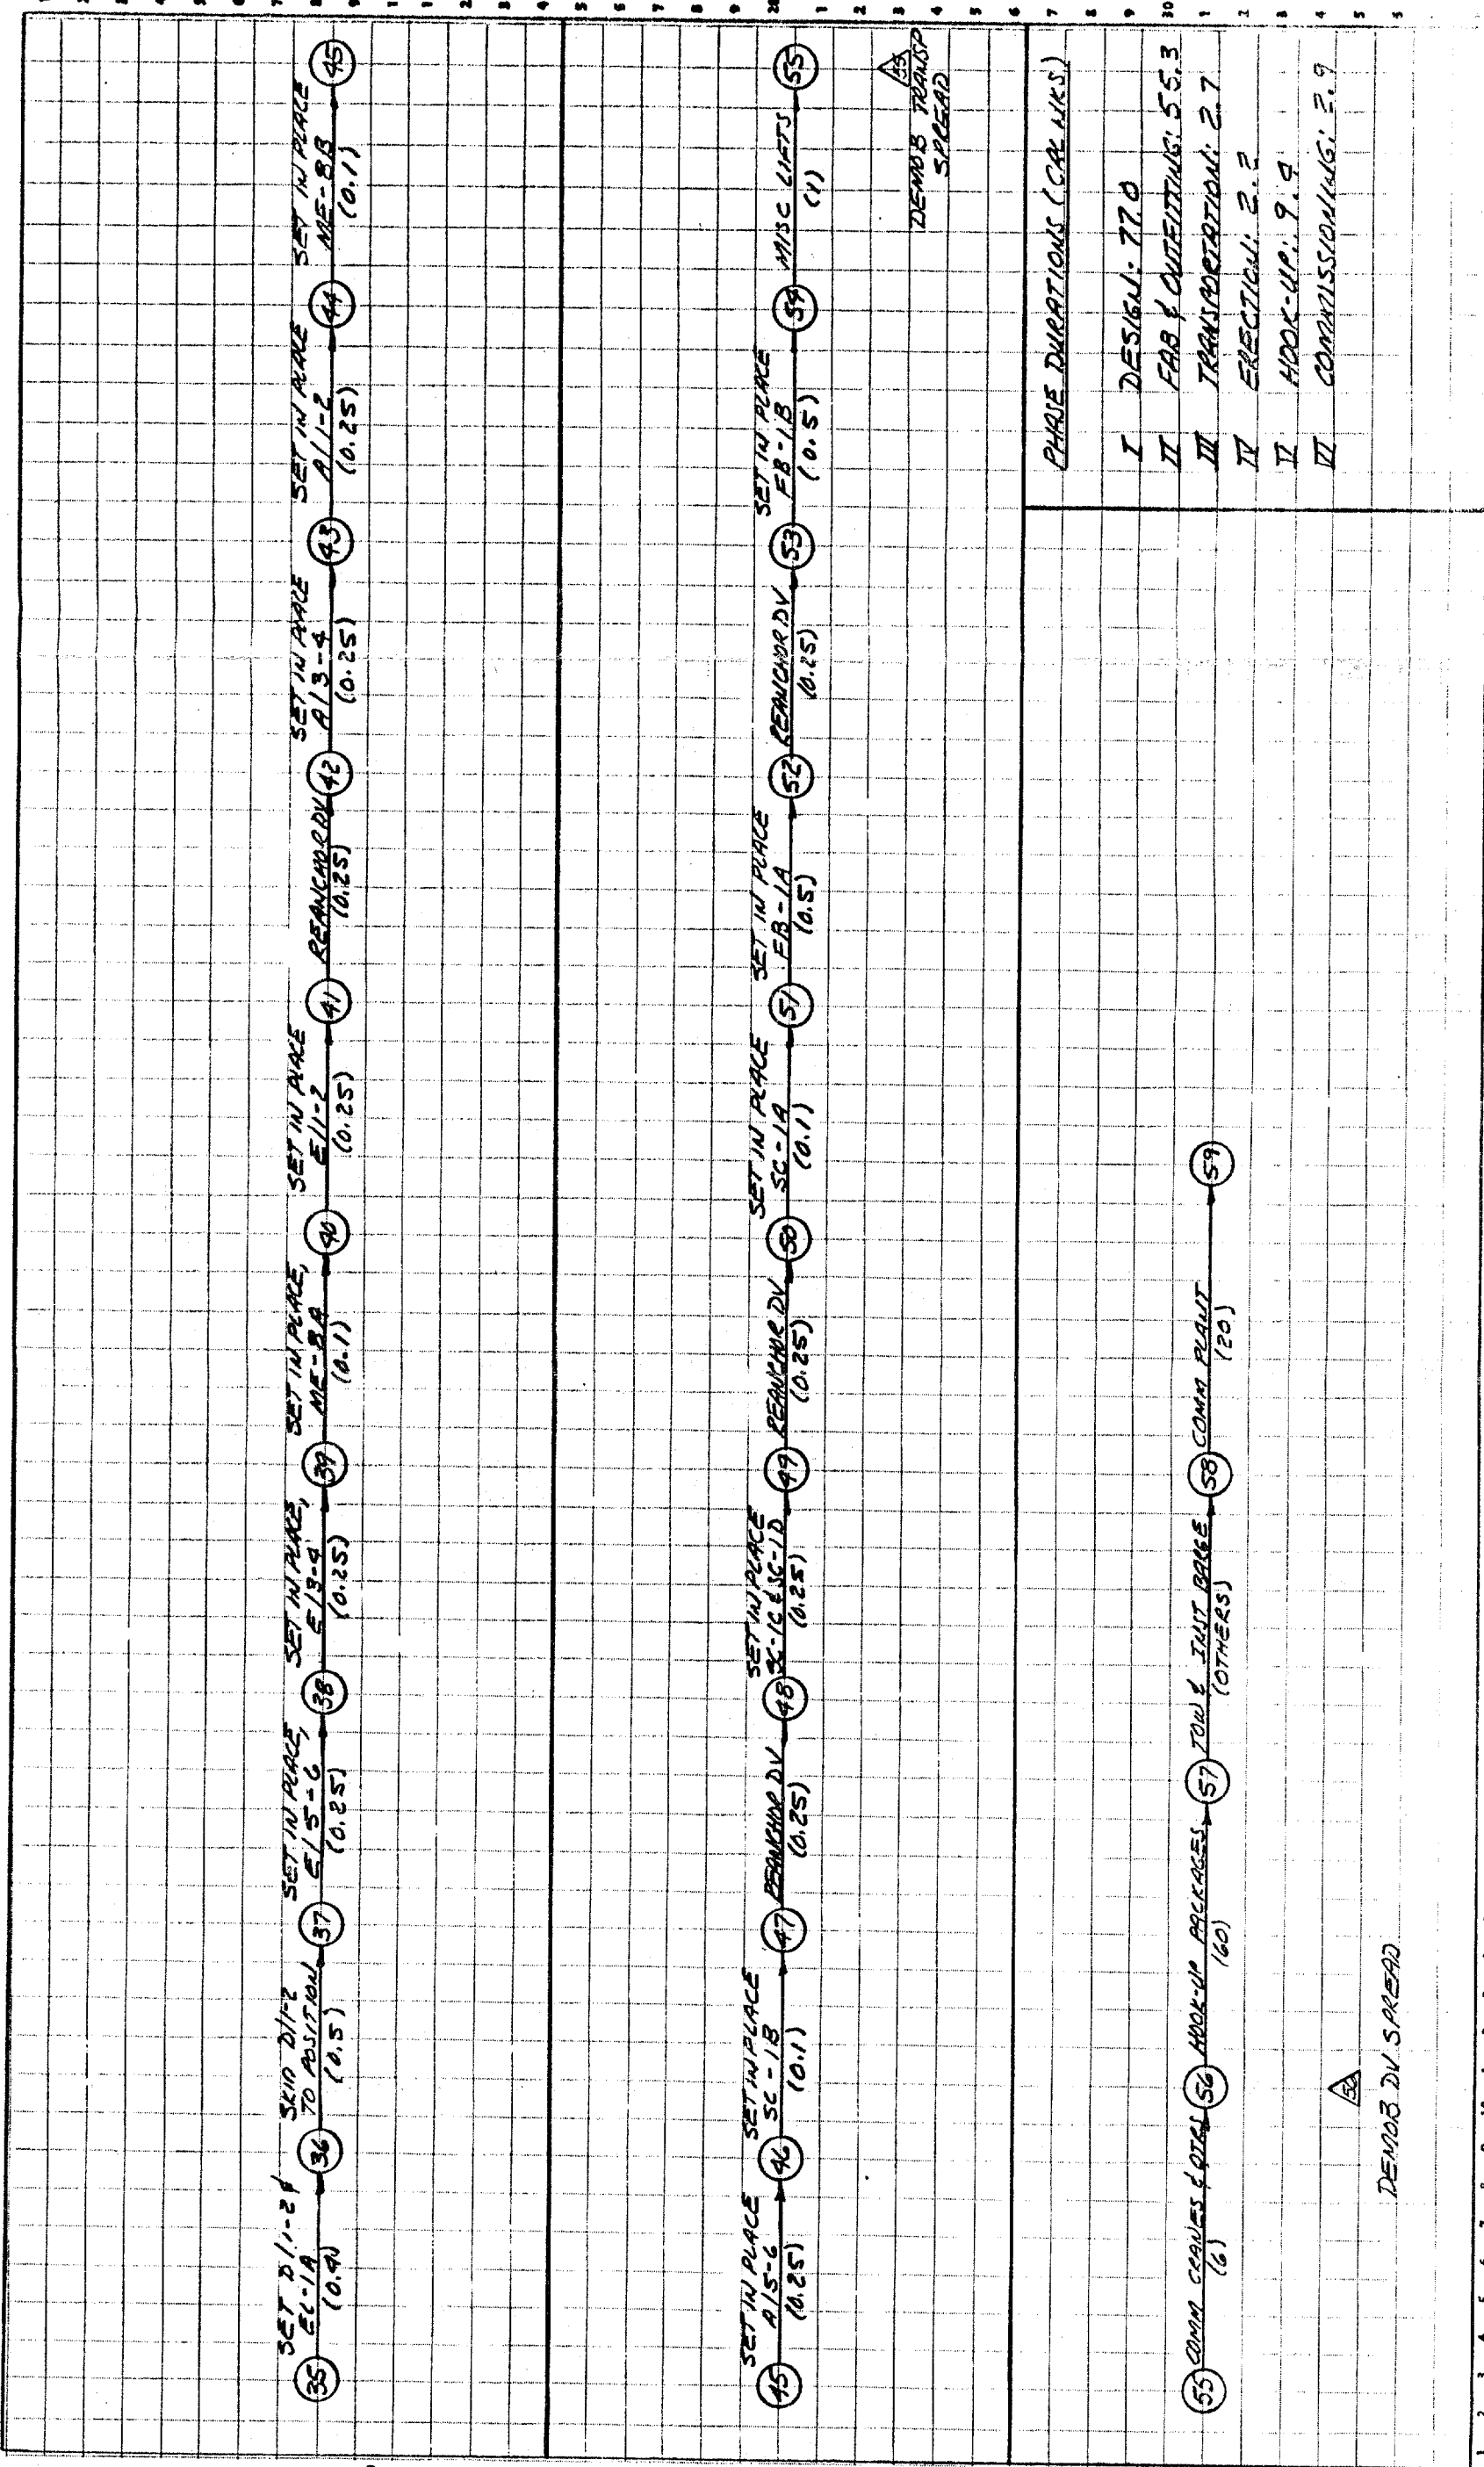 35
SET D/1-2 &
EL-1A
(0.4)
36
SKID D/1-2
TO POSITION
(0.5)
37
SET IN PLACE,
E/5-6
(0.25)
38
SET IN PLACE,
E/3-4
(0.25)
39
SET IN PLACE,
ME-8A
(0.1)
40
SET IN PLACE
E/1-2
(0.25)
41
REANCHOR DV
(0.25)
42
SET IN PLACE
A/3-4
(0.25)
43
SET IN PLACE
A/1-2
(0.25)
44
SET IN PLACE
ME-8B
(0.1)
45
45
SET IN PLACE
A/5-6
(0.25)
46
SET IN PLACE
SC-1B
(0.1)
47
REANCHOR DV
(0.25)
48
SET IN PLACE
SC-1C & SC-1D
(0.25)
49
REANCHOR DV
(0.25)
50
SET IN PLACE
SC-1A
(0.1)
51
SET IN PLACE
FB-1A
(0.5)
52
REANCHOR DV
(0.25)
53
SET IN PLACE
FB-1B
(0.5)
54
MISC LIFTS
(1)
55
DEMOB TRANSP
SPREAD
55
COMM CRANES &
(6)
56
HOOK-UP PACKAGES
(60)
57
TOW & INST BARGE
(OTHERS)
58
COMM PLANT
(20)
59
DEMOB DV SPREAD
PHASE DURATIONS (CAL WKS)
I DESIGN: 77.0
II FAB & OUTFITTING: 55.3
III TRANSPORTATION: 2.7
IV ERECTION: 2.2
HOOK-UP: 9.4
COMMISSIONING: 2.9